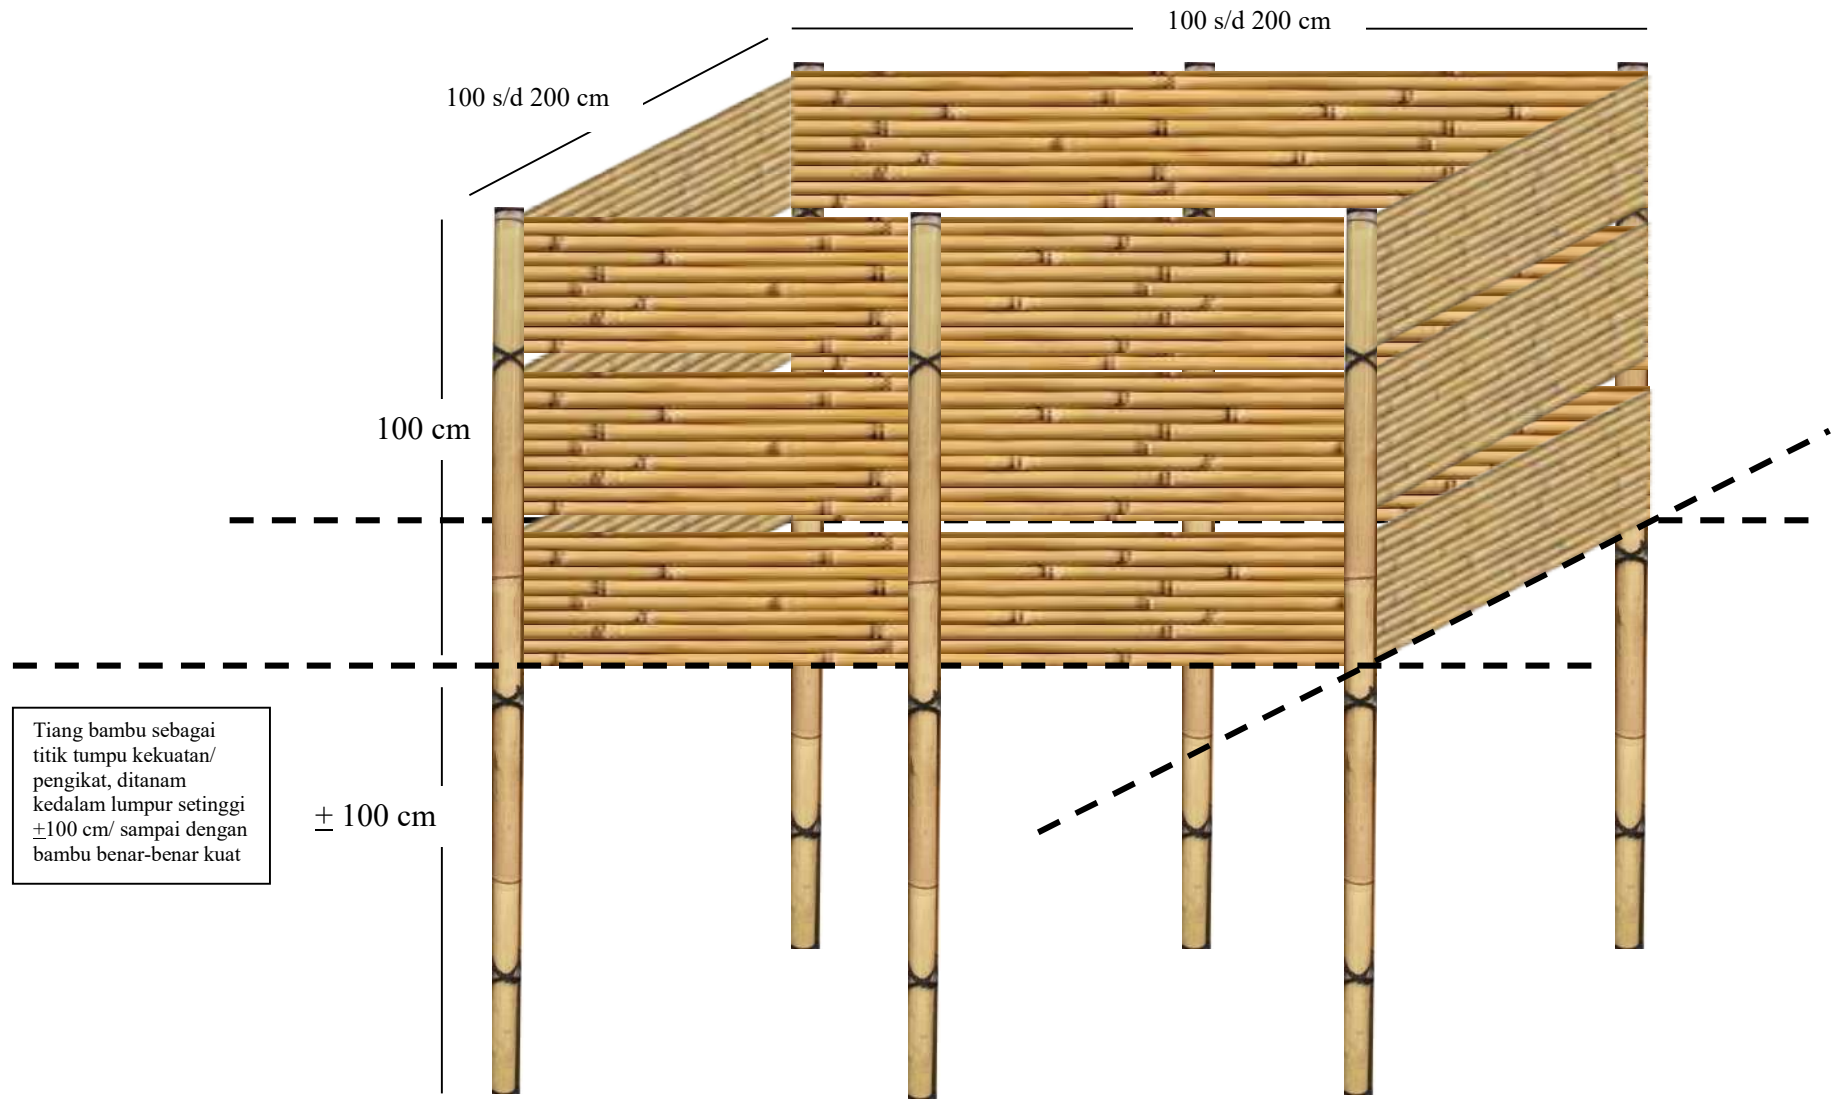 100 s/d 200 cm
100 s/d 200 cm
100 cm
Tiang bambu sebagai
titik tumpu kekuatan/
pengikat, ditanam
kedalam lumpur setinggi
±100 cm/ sampai dengan
bambu benar-benar kuat
± 100 cm